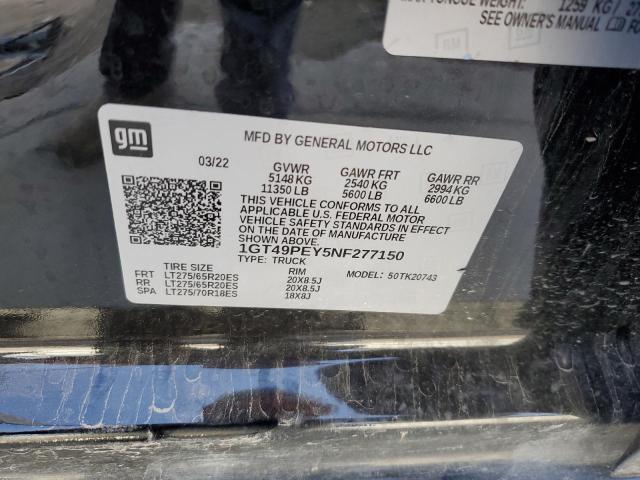 1259 KG / 2
SEE OWNER'S MANUAL
GM
gm
MFD BY GENERAL MOTORS LLC
03/22 GVWR GAWR FRT GAWR RR
5148 KG 2540 KG 2994 KG
11350 LB 5600 LB 6600 LB
THIS VEHICLE CONFORMS TO ALL
APPLICABLE U.S. FEDERAL MOTOR
VEHICLE SAFETY STANDARDS IN EFFECT
ON THE DATE OF MANUFACTURE
1GT49PEY5NF277150
TYPE: TRUCK
TIRE SIZE RIM MODEL: 50TK20743
FRT LT275/65R20ES 20X8.5J
RR LT275/65R20ES 20X8.5J
SPA LT275/70R18ES 18X8J